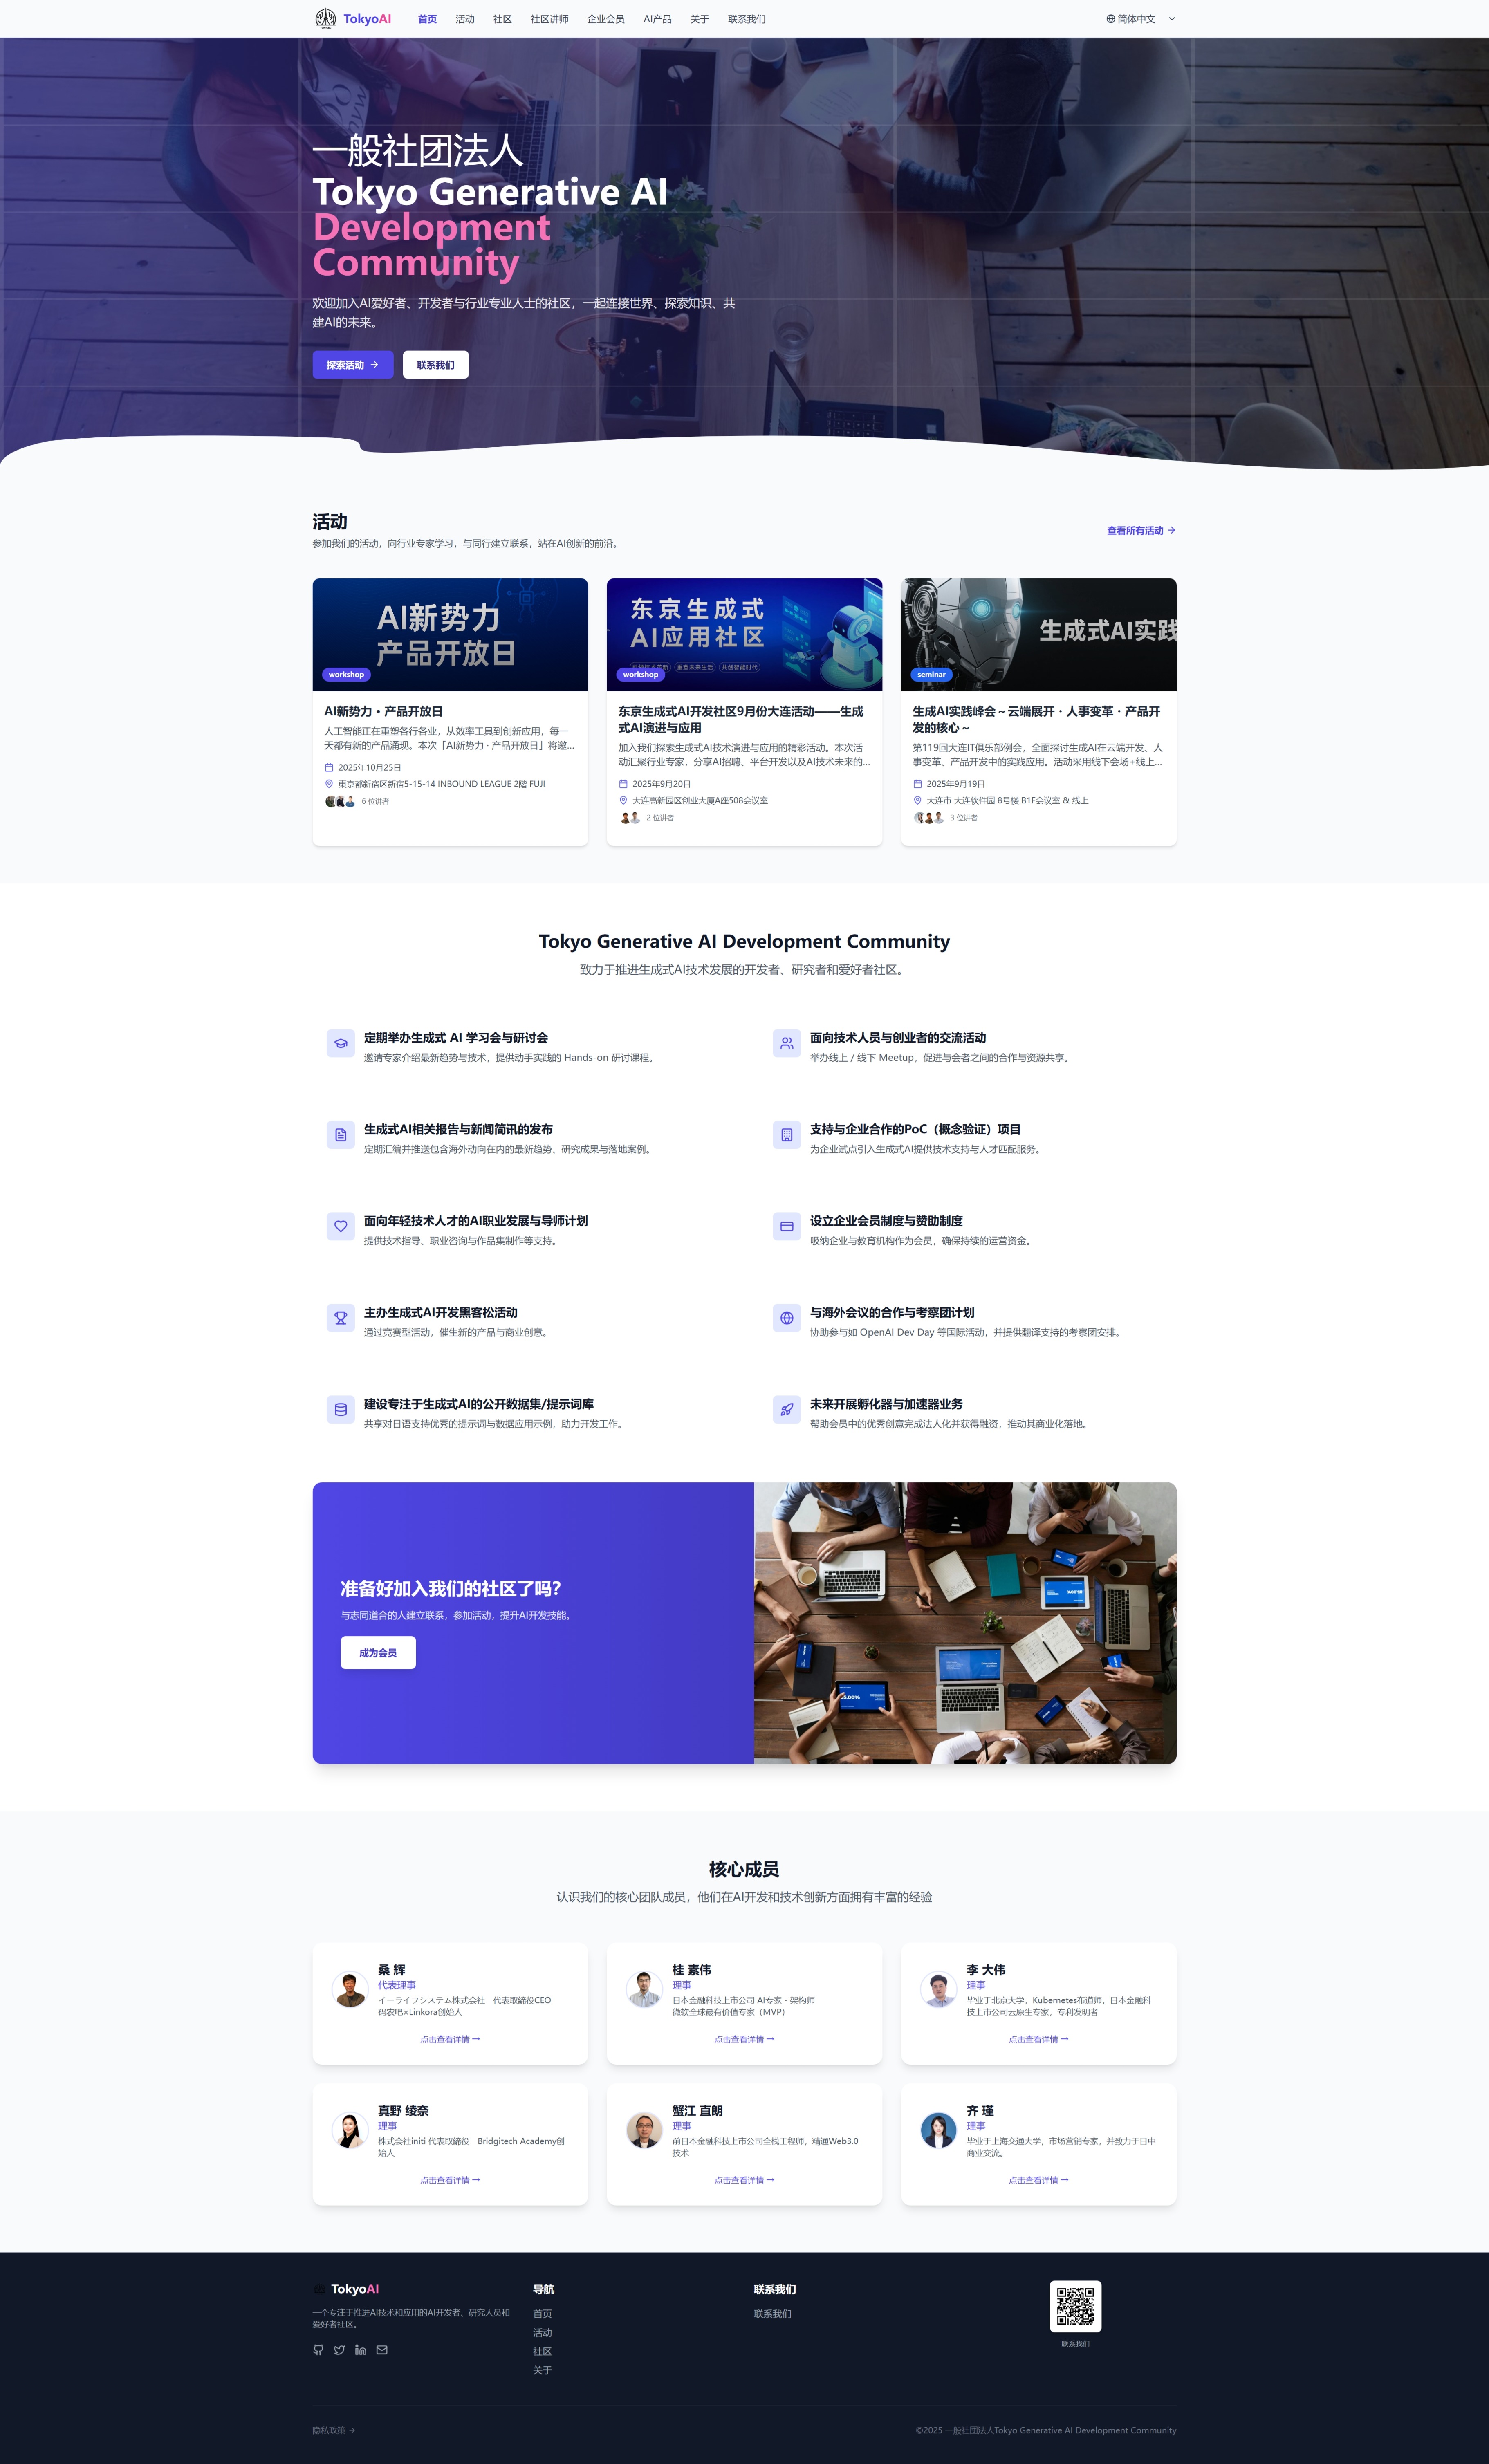 TokyoAI
首页
活动
社区
社区讲师
企业会员
AI产品
关于
联系我们
简体中文
一般社团法人
Tokyo Generative AI
Development
Community
欢迎加入AI爱好者、开发者与行业专业人士的社区，一起连接世界、探索知识、共
建AI的未来。
探索活动 →
联系我们
活动
参加我们的活动，向行业专家学习，与同行建立联系，站在AI创新的前沿。
查看所有活动 →
AI新势力
产品开放日
workshop
AI新势力・产品开放日
人工智能正在重塑各行各业，从效率工具到创新应用，每一
天都有新的产品涌现。本次「AI新势力 · 产品开放日」将邀...
2025年10月25日
東京都新宿区新宿5-15-14 INBOUND LEAGUE 2階 FUJI
6 位讲者
东京生成式
AI应用社区
重塑未来生活
共创智能时代
workshop
东京生成式AI开发社区9月份大连活动——生成
式AI演进与应用
加入我们探索生成式AI技术演进与应用的精彩活动。本次活
动汇聚行业专家，分享AI招聘、平台开发以及AI技术未来的...
2025年9月20日
大连高新园区创业大厦A座508会议室
2 位讲者
生成式AI实践
seminar
生成AI实践峰会～云端展开・人事变革・产品开
发的核心～
第119回大连IT俱乐部例会，全面探讨生成AI在云端开发、人
事变革、产品开发中的实践应用。活动采用线下会场+线上...
2025年9月19日
大连市 大连软件园 8号楼 B1F会议室 & 线上
3 位讲者
Tokyo Generative AI Development Community
致力于推进生成式AI技术发展的开发者、研究者和爱好者社区。
定期举办生成式 AI 学习会与研讨会
邀请专家介绍最新趋势与技术，提供动手实践的 Hands-on 研讨课程。
面向技术人员与创业者的交流活动
举办线上 / 线下 Meetup，促进与会者之间的合作与资源共享。
生成式AI相关报告与新闻简讯的发布
定期汇编并推送包含海外动向在内的最新趋势、研究成果与落地案例。
支持与企业合作的PoC（概念验证）项目
为企业试点引入生成式AI提供技术支持与人才匹配服务。
面向年轻技术人才的AI职业发展与导师计划
提供技术指导、职业咨询与作品集制作等支持。
设立企业会员制度与赞助制度
吸纳企业与教育机构作为会员，确保持续的运营资金。
主办生成式AI开发黑客松活动
通过竞赛型活动，催生新的产品与商业创意。
与海外会议的合作与考察团计划
协助参与如 OpenAI Dev Day 等国际活动，并提供翻译支持的考察团安排。
建设专注于生成式AI的公开数据集/提示词库
共享对日语支持优秀的提示词与数据应用示例，助力开发工作。
未来开展孵化器与加速器业务
帮助会员中的优秀创意完成法人化并获得融资，推动其商业化落地。
准备好加入我们的社区了吗？
与志同道合的人建立联系，参加活动，提升AI开发技能。
成为会员
核心成员
认识我们的核心团队成员，他们在AI开发和技术创新方面拥有丰富的经验
桑 辉
代表理事
イーライフシステム株式会社　代表取締役CEO
码农吧×Linkora创始人
点击查看详情 →
桂 素伟
理事
日本金融科技上市公司 AI专家・架构师
微软全球最有价值专家（MVP）
点击查看详情 →
李 大伟
理事
毕业于北京大学，Kubernetes布道师，日本金融科
技上市公司云原生专家，专利发明者
点击查看详情 →
真野 绫奈
理事
株式会社initi 代表取締役　Bridgitech Academy创
始人
点击查看详情 →
蟹江 直朗
理事
前日本金融科技上市公司全栈工程师，精通Web3.0
技术
点击查看详情 →
齐 瑾
理事
毕业于上海交通大学，市场营销专家，并致力于日中
商业交流。
点击查看详情 →
TokyoAI
一个专注于推进AI技术和应用的AI开发者、研究人员和
爱好者社区。
导航
首页
活动
社区
关于
联系我们
联系我们
联系我们
隐私政策 →
©2025 一般社団法人Tokyo Generative AI Development Community